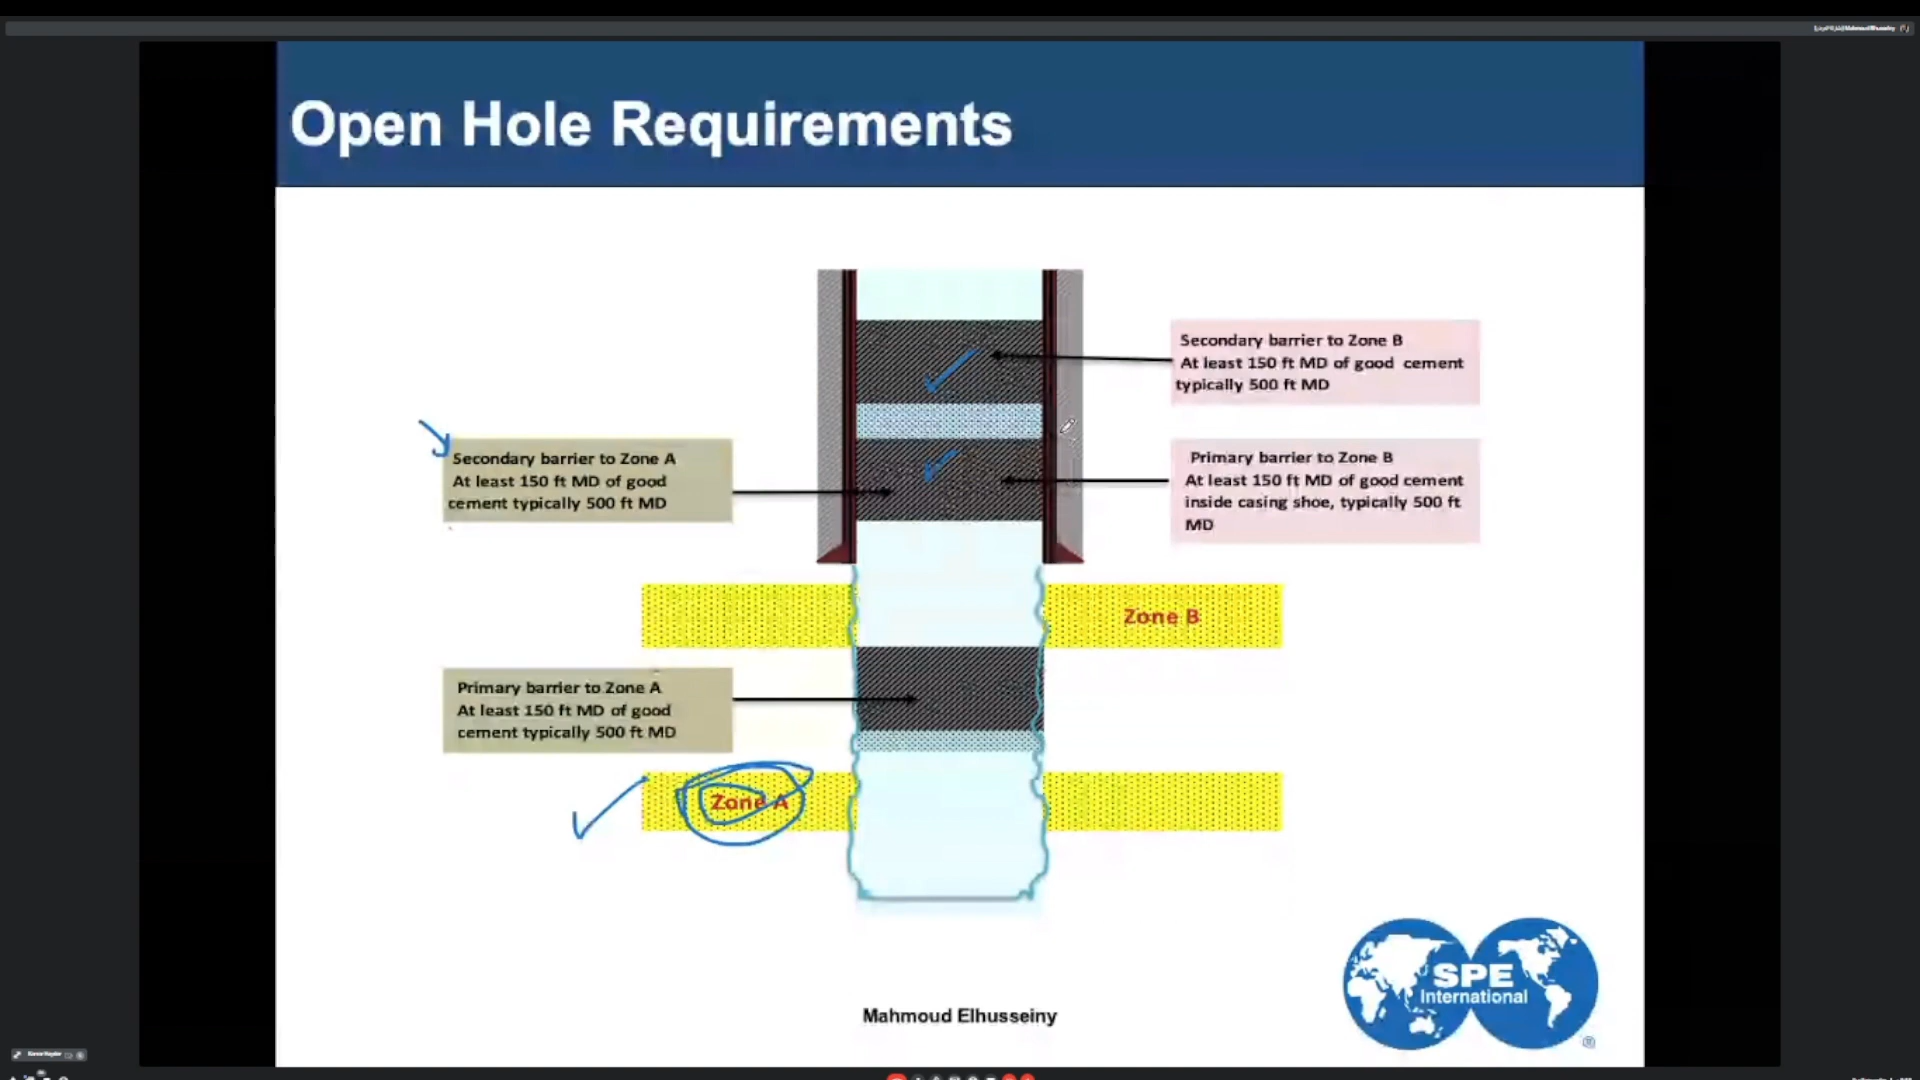 Open Hole Requirements
Secondary barrier to Zone B
At least 150 ft MD of good cement
typically 500 ft MD
Secondary barrier to Zone A
At least 150 ft MD of good
cement typically 500 ft MD
Primary barrier to Zone B
At least 150 ft MD of good cement
inside casing shoe, typically 500 ft
MD
Zone B
Primary barrier to Zone A
At least 150 ft MD of good
cement typically 500 ft MD
Zone A
SPE
International
®
Mahmoud Elhusseiny